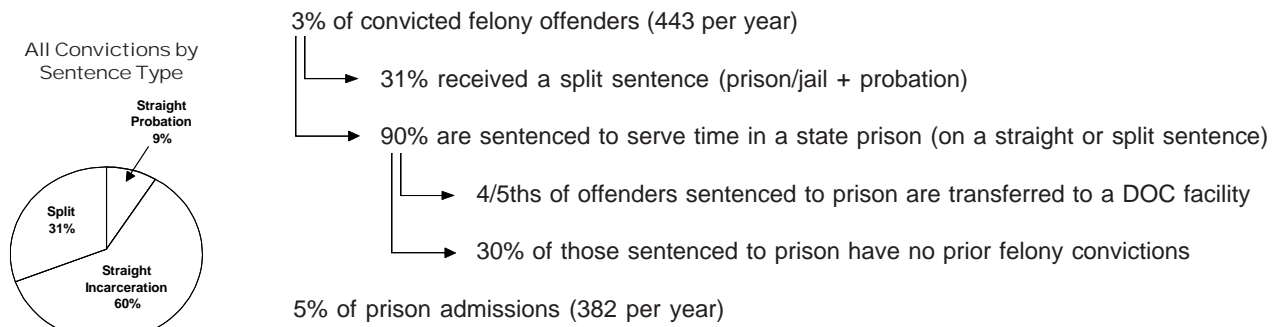 3% of convicted felony offenders (443 per year)
All Convictions by
Sentence Type
31% received a split sentence (prison/jail + probation)
Straight
Probation
9%
90% are sentenced to serve time in a state prison (on a straight or split sentence)
4/5ths of offenders sentenced to prison are transferred to a DOC facility
Split
31%
30% of those sentenced to prison have no prior felony convictions
Straight
Incarceration
60%
5% of prison admissions (382 per year)